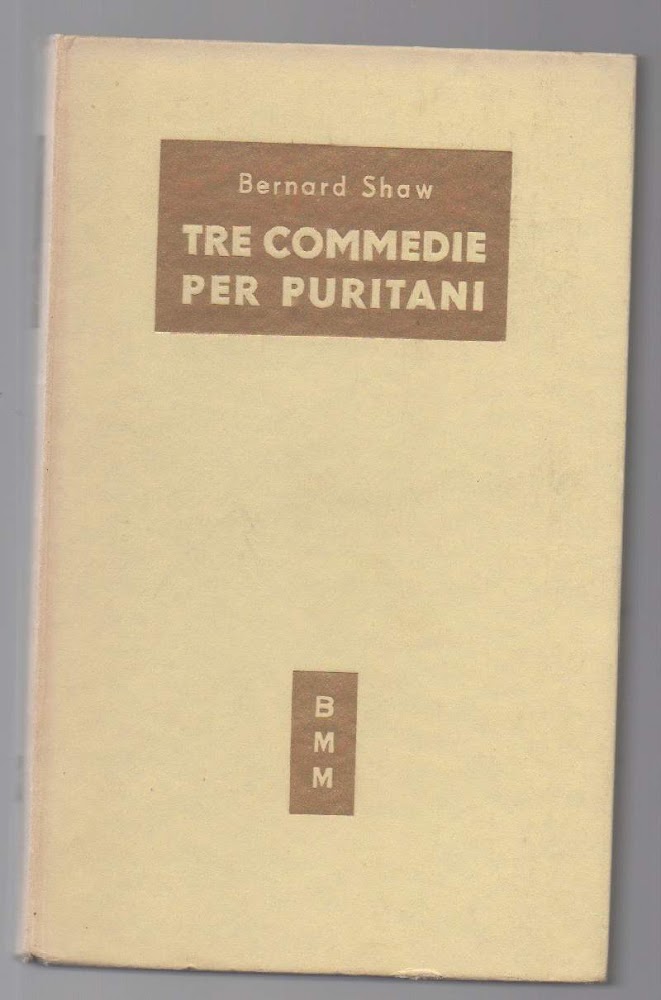 Bernard Shaw
TRE COMMEDIE
PER PURITANI
B
M
M